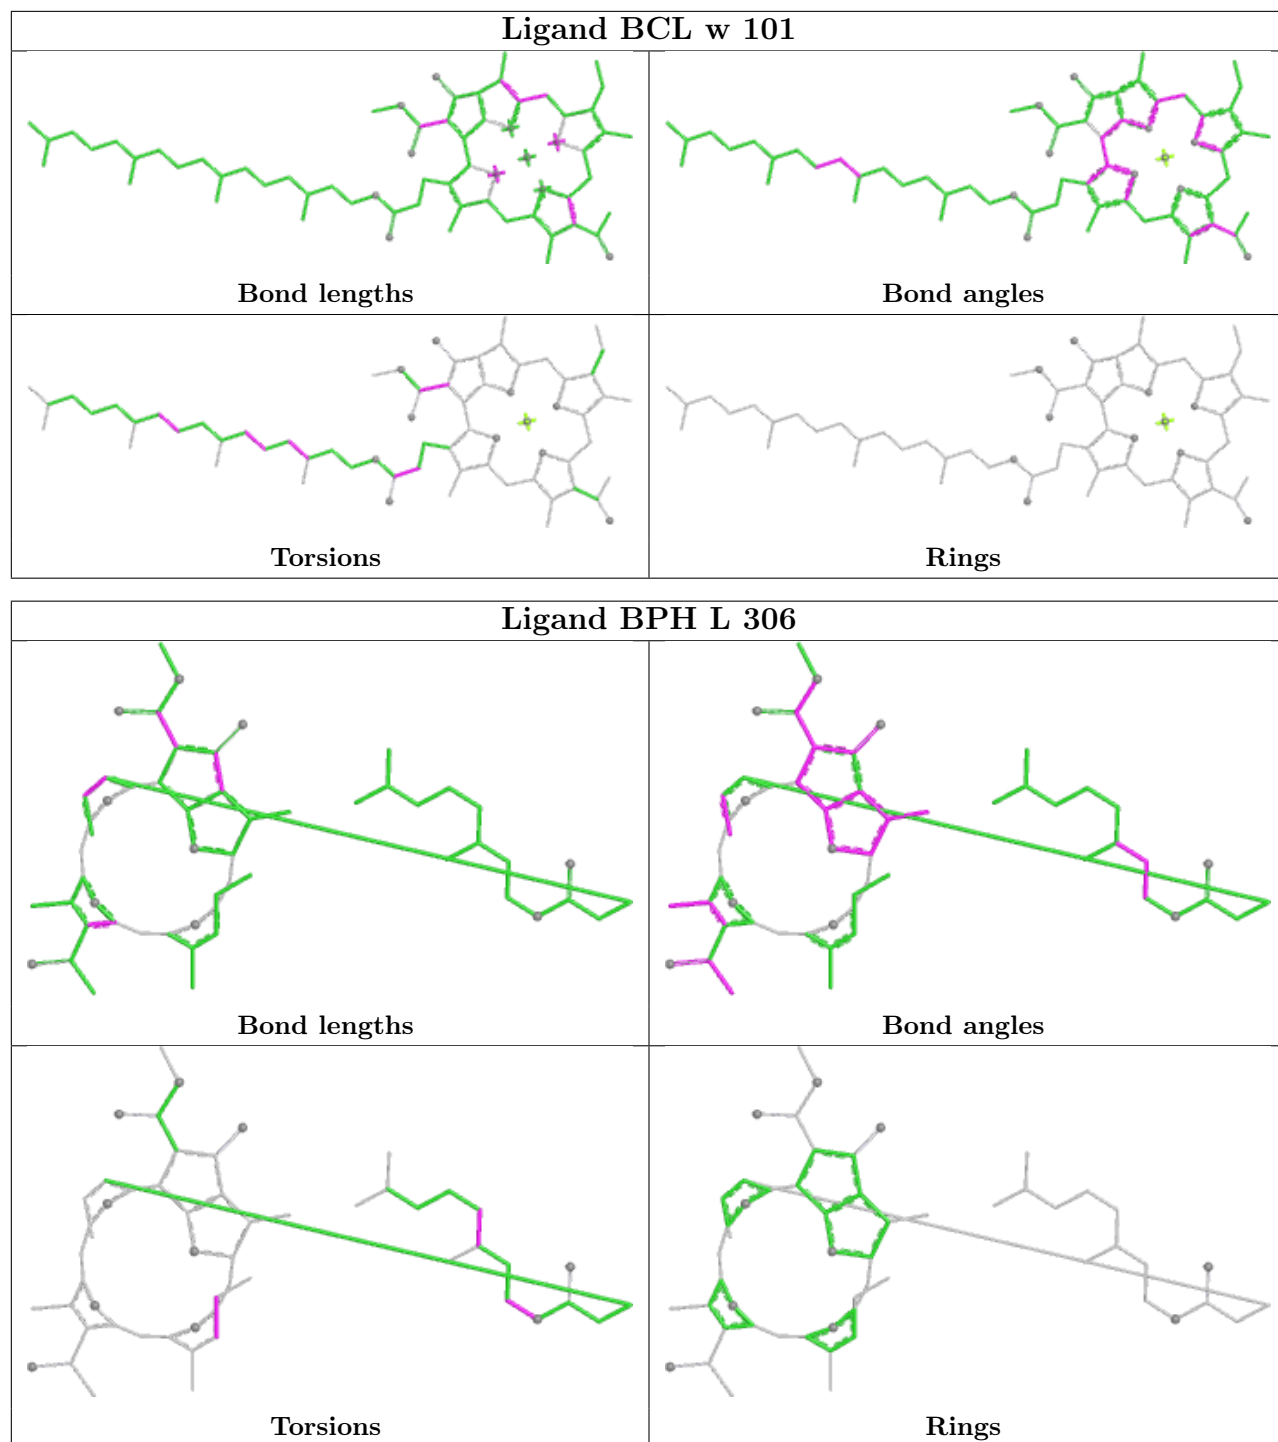 Ligand BCL w 101
Bond lengths
Bond angles
Torsions
Rings
Ligand BPH L 306
Bond lengths
Bond angles
Torsions
Rings